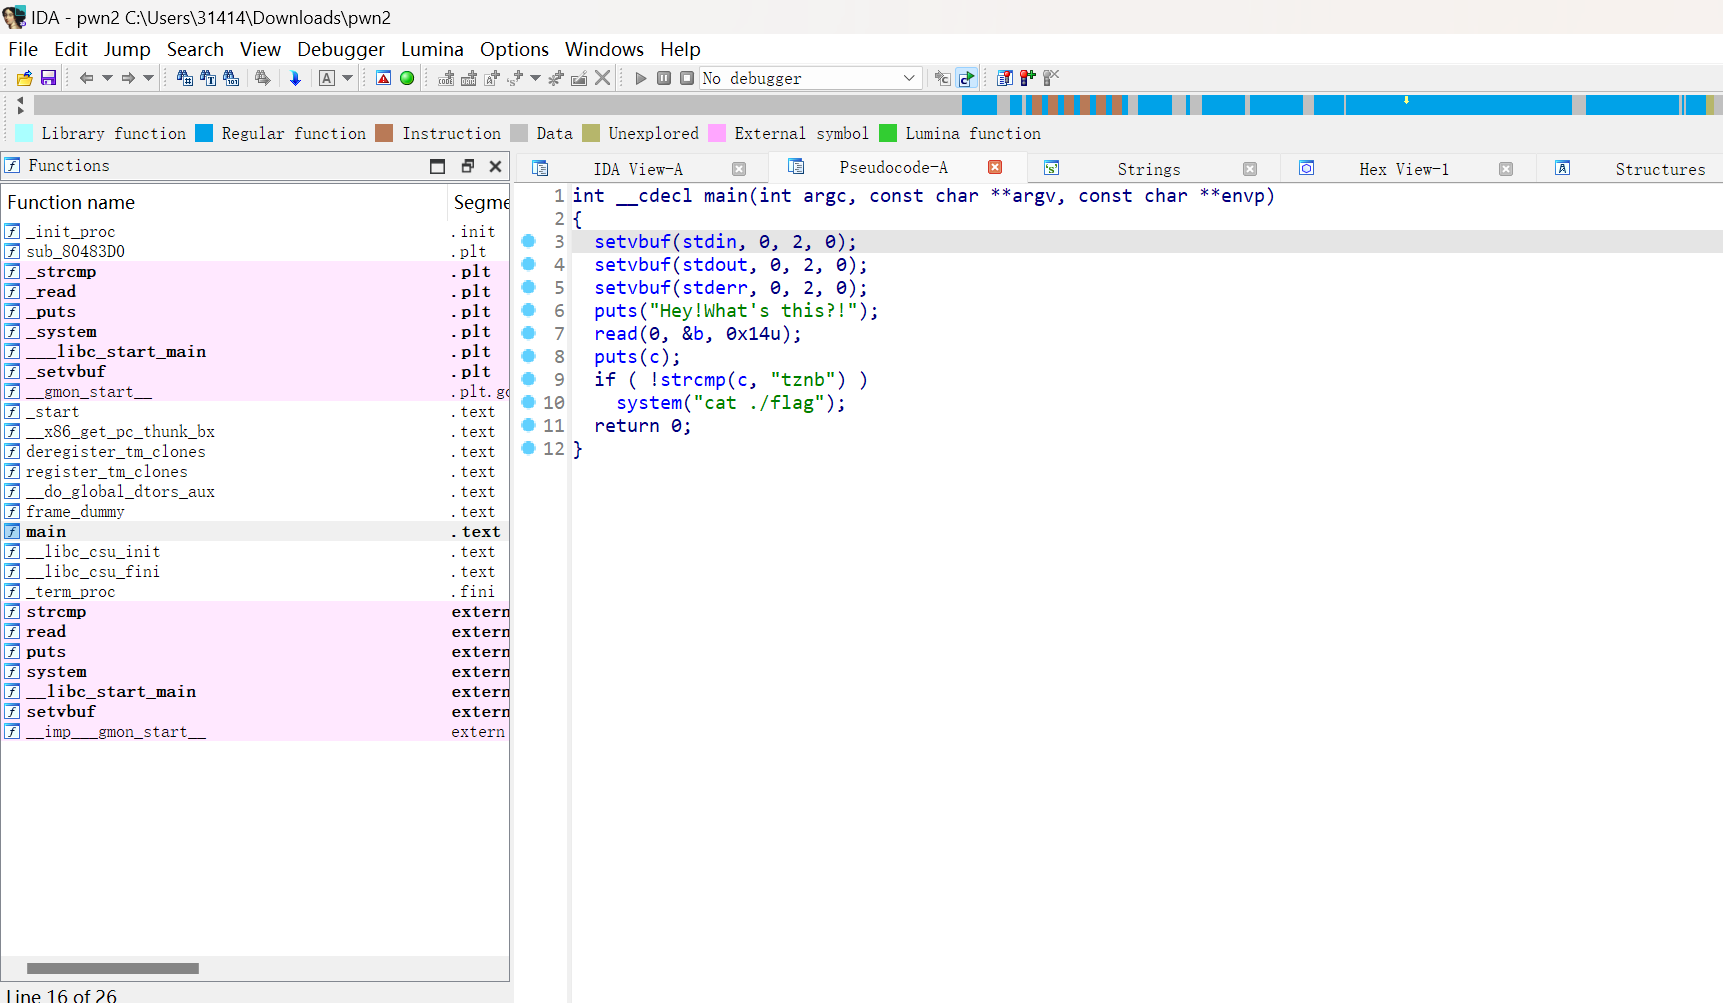 IDA - pwn2 C:\Users\31414\Downloads\pwn2
File Edit Jump Search View Debugger Lumina Options Windows Help
No debugger
Library function Regular function Instruction Data Unexplored External symbol Lumina function
Functions
IDA View-A Pseudocode-A Strings Hex View-1 Structures
Function name Segme
_init_proc .init
sub_80483D0 .plt
_strcmp .plt
_read .plt
_puts .plt
_system .plt
___libc_start_main .plt
_setvbuf .plt
__gmon_start__ .plt.go
_start .text
__x86_get_pc_thunk_bx .text
deregister_tm_clones .text
register_tm_clones .text
__do_global_dtors_aux .text
frame_dummy .text
main .text
__libc_csu_init .text
__libc_csu_fini .text
_term_proc .fini
strcmp extern
read extern
puts extern
system extern
__libc_start_main extern
setvbuf extern
__imp___gmon_start__ extern
Line 16 of 26
1 int __cdecl main(int argc, const char **argv, const char **envp)
2 {
3 setvbuf(stdin, 0, 2, 0);
4 setvbuf(stdout, 0, 2, 0);
5 setvbuf(stderr, 0, 2, 0);
6 puts("Hey!What's this?!");
7 read(0, &b, 0x14u);
8 puts(c);
9 if ( !strcmp(c, "tznb") )
10 system("cat ./flag");
11 return 0;
12 }